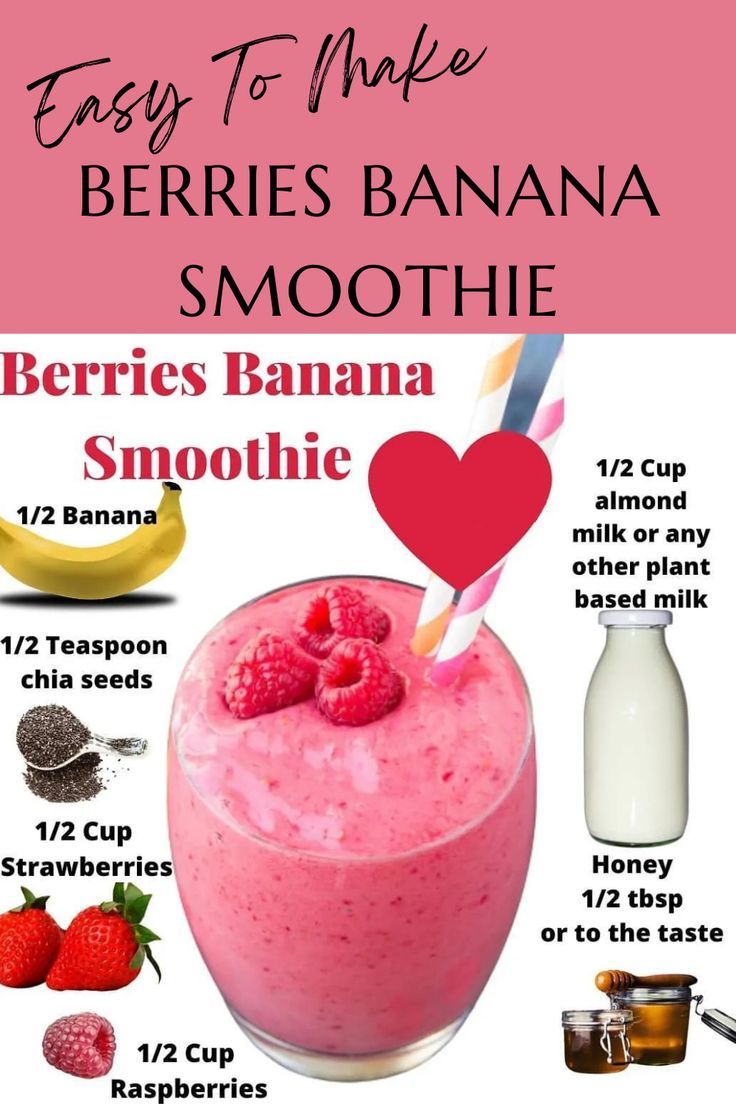 Easy To Make
BERRIES BANANA
SMOOTHIE
Berries Banana
Smoothie
1/2 Banana
1/2 Teaspoon
chia seeds
1/2 Cup
Strawberries
1/2 Cup
Raspberries
1/2 Cup
almond
milk or any
other plant
based milk
Honey
1/2 tbsp
or to the taste